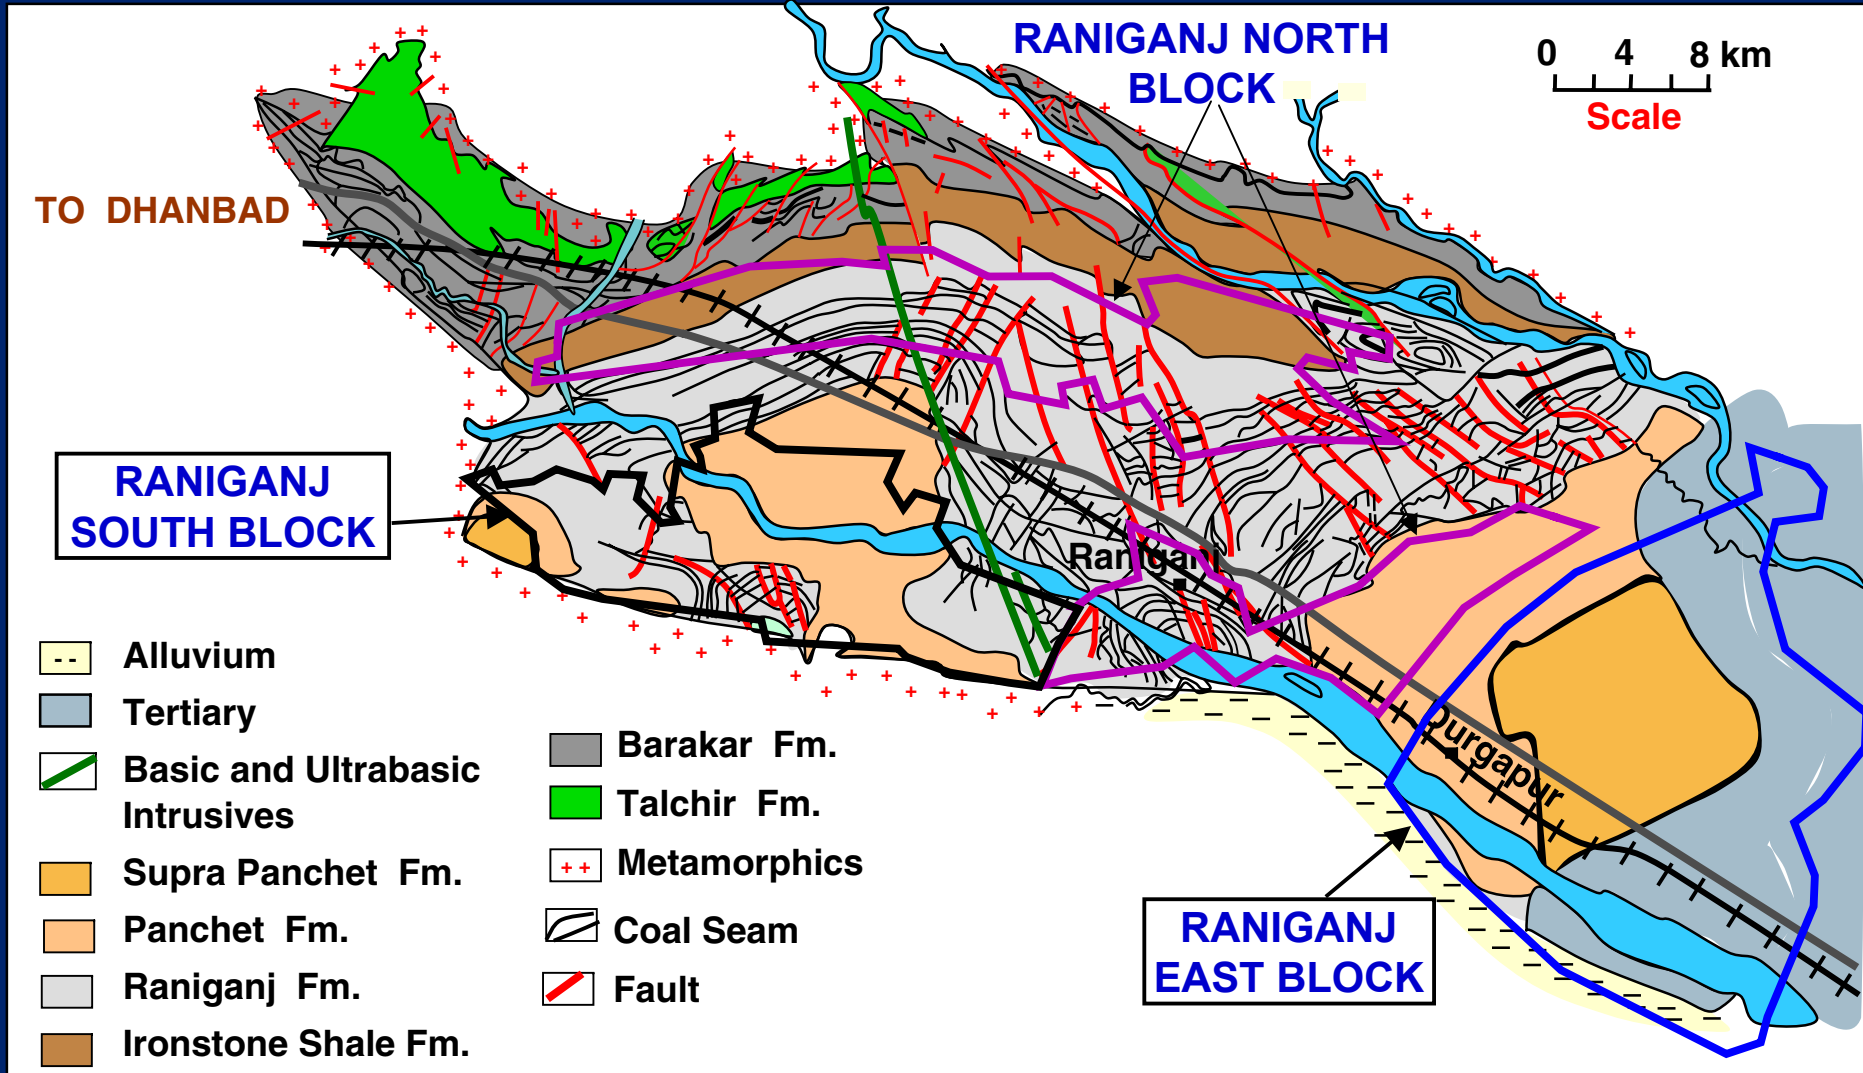 RANIGANJ NORTH
BLOCK
0 4 8 km
Scale
TO DHANBAD
RANIGANJ
SOUTH BLOCK
Raniganj
Durgapur
RANIGANJ
EAST BLOCK
Alluvium
Tertiary
Basic and Ultrabasic
Intrusives
Supra Panchet Fm.
Panchet Fm.
Raniganj Fm.
Ironstone Shale Fm.
Barakar Fm.
Talchir Fm.
Metamorphics
Coal Seam
Fault